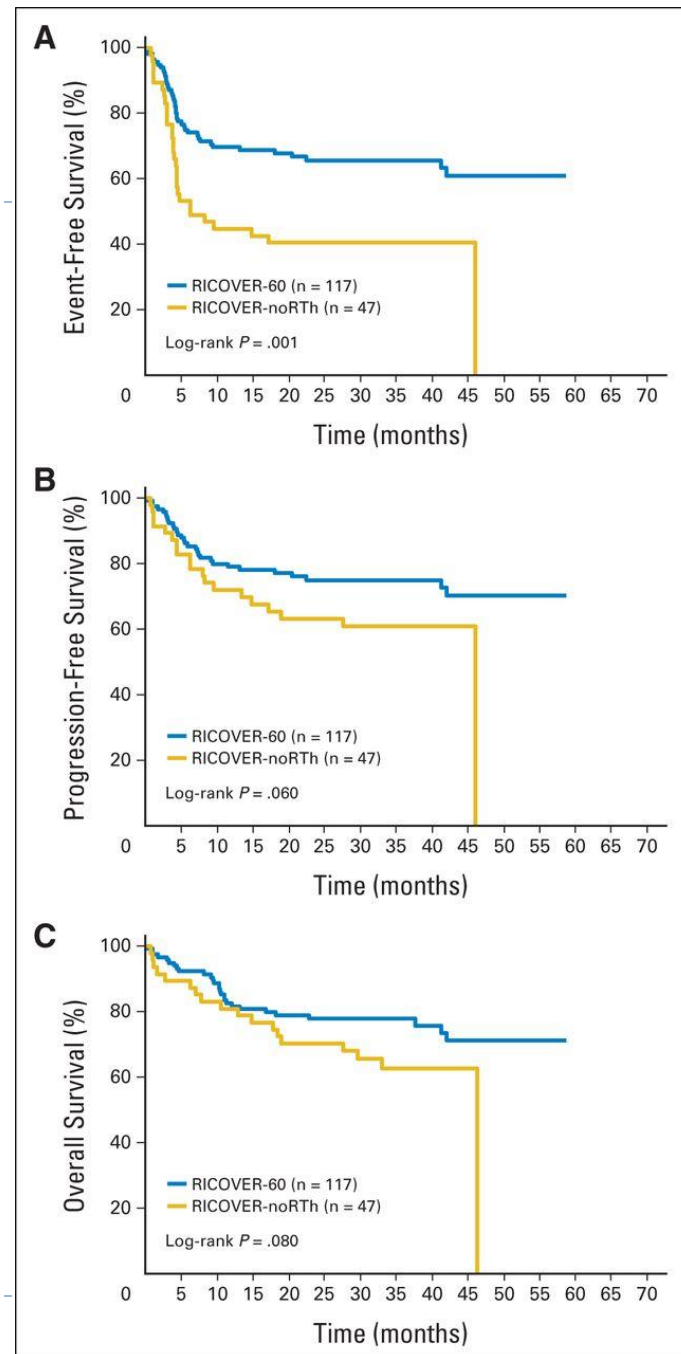 A
Event-Free Survival (%)
100
80
60
40
20
0
RICOVER-60 (n = 117)
RICOVER-noRTh (n = 47)
Log-rank P = .001
5 10 15 20 25 30 35 40 45 50 55 60 65 70
Time (months)
B
Progression-Free Survival (%)
100
80
60
40
20
0
RICOVER-60 (n = 117)
RICOVER-noRTh (n = 47)
Log-rank P = .060
5 10 15 20 25 30 35 40 45 50 55 60 65 70
Time (months)
C
Overall Survival (%)
100
80
60
40
20
0
RICOVER-60 (n = 117)
RICOVER-noRTh (n = 47)
Log-rank P = .080
5 10 15 20 25 30 35 40 45 50 55 60 65 70
Time (months)